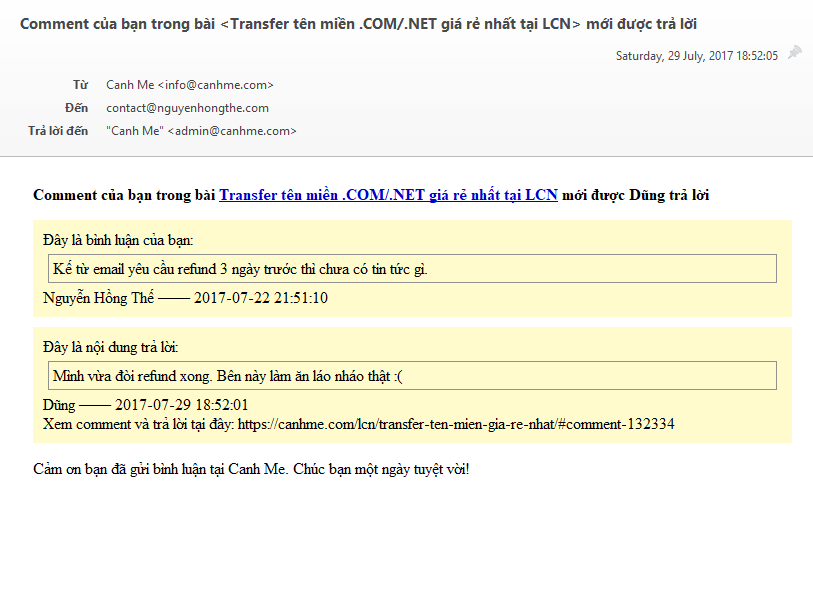 Comment của bạn trong bài <Transfer tên miền .COM/.NET giá rẻ nhất tại LCN> mới được trả lời
Saturday, 29 July, 2017 18:52:05
Từ Canh Me <info@canhme.com>
Đến contact@nguyenhongthe.com
Trả lời đến "Canh Me" <admin@canhme.com>
Comment của bạn trong bài Transfer tên miền .COM/.NET giá rẻ nhất tại LCN mới được Dũng trả lời
Đây là bình luận của bạn:
Kể từ email yêu cầu refund 3 ngày trước thì chưa có tin tức gì.
Nguyễn Hồng Thế —— 2017-07-22 21:51:10
Đây là nội dung trả lời:
Mình vừa đòi refund xong. Bên này làm ăn láo nháo thật :(
Dũng —— 2017-07-29 18:52:01
Xem comment và trả lời tại đây: https://canhme.com/lcn/transfer-ten-mien-gia-re-nhat/#comment-132334
Cảm ơn bạn đã gửi bình luận tại Canh Me. Chúc bạn một ngày tuyệt vời!